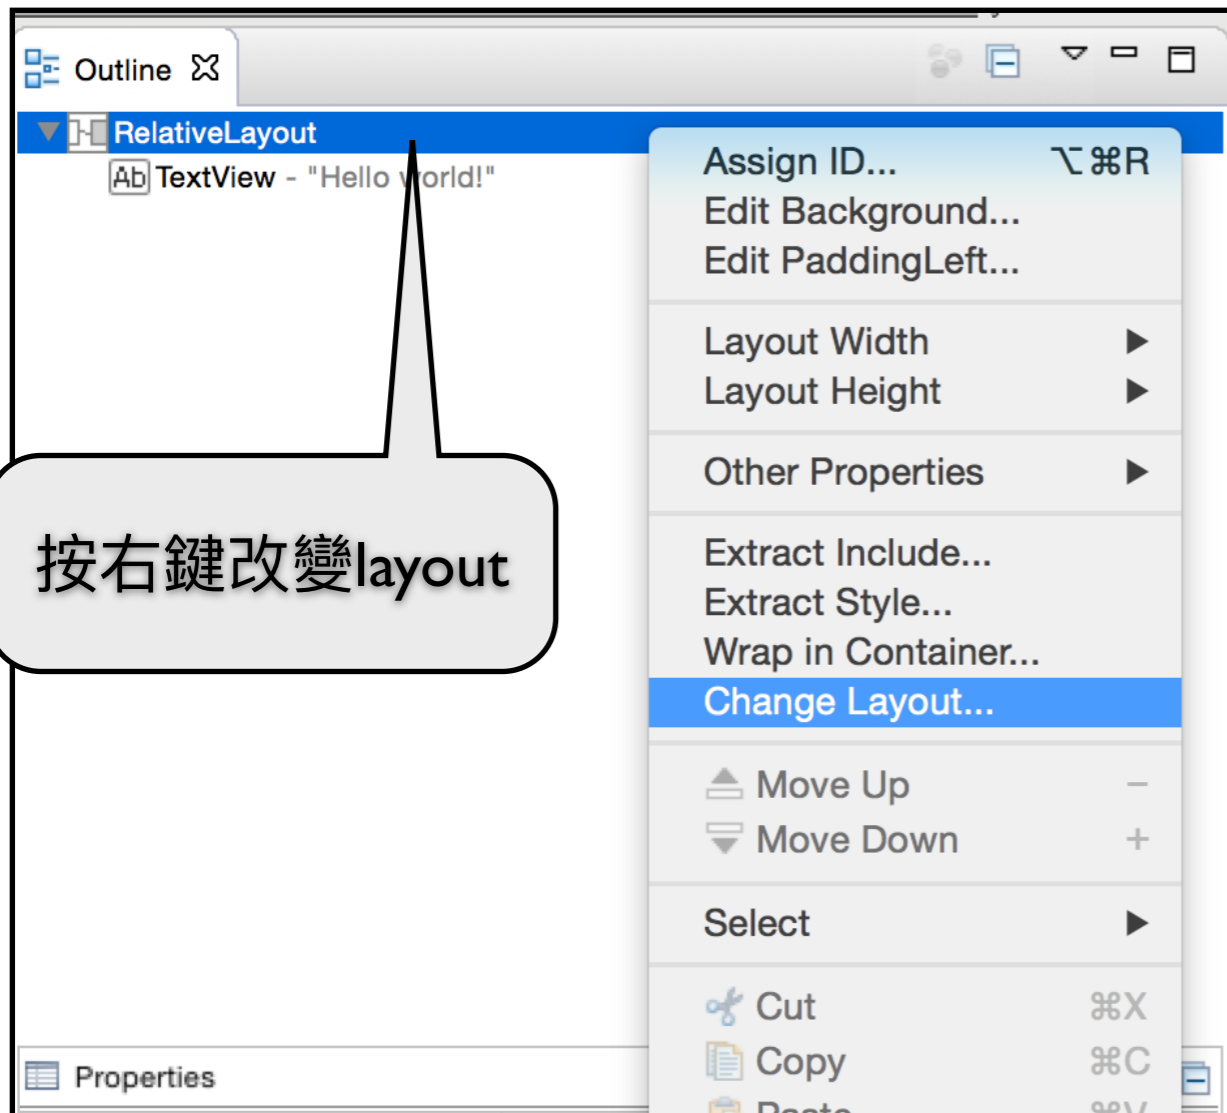 Outline
RelativeLayout
Ab TextView - "Hello world!"
按右鍵改變layout
Assign ID... ⌥⌘R
Edit Background...
Edit PaddingLeft...
Layout Width
Layout Height
Other Properties
Extract Include...
Extract Style...
Wrap in Container...
Change Layout...
Move Up −
Move Down +
Select
Cut ⌘X
Copy ⌘C
Paste ⌘V
Properties